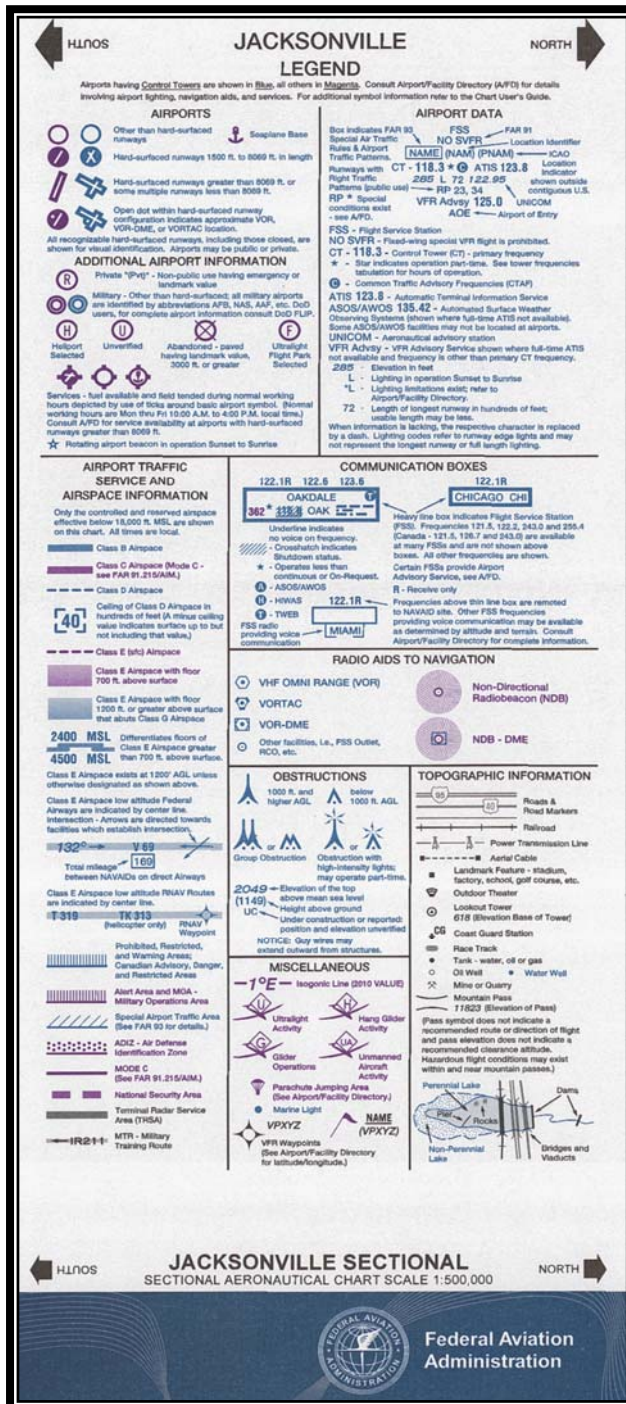 SOUTH
JACKSONVILLE
NORTH
LEGEND
Airports having Control Towers are shown in Blue, all others in Magenta. Consult Airport/Facility Directory (A/FD) for details
involving airport lighting, navigation aids, and services. For additional symbol information refer to the Chart User's Guide.
AIRPORTS
Other than hard-surfaced
runways
Seaplane Base
Hard-surfaced runways 1500 ft. to 8069 ft. in length
Hard-surfaced runways greater than 8069 ft. or
some multiple runways less than 8069 ft.
Open dot within hard-surfaced runway
configuration indicates approximate VOR,
VOR-DME, or VORTAC location.
All recognizable hard-surfaced runways, including those closed, are
shown for visual identification. Airports may be public or private.
ADDITIONAL AIRPORT INFORMATION
R
Private "(Pvt)" - Non-public use having emergency or
landmark value
Military - Other than hard-surfaced; all military airports
are identified by abbreviations AFB, NAS, AAF, etc. DoD
users, for complete airport information consult DoD FLIP.
H
U
F
Heliport
Selected
Unverified
Abandoned - paved
having landmark value,
3000 ft. or greater
Ultralight
Flight Park
Selected
Services - fuel available and field tended during normal working
hours depicted by use of ticks around basic airport symbol. (Normal
working hours are Mon thru Fri 10:00 A.M. to 4:00 P.M. local time.)
Consult A/FD for service availability at airports with hard-surfaced
runways greater than 8069 ft.
Rotating airport beacon in operation Sunset to Sunrise
AIRPORT DATA
Box indicates FAR 93
Special Air Traffic
Rules & Airport
Traffic Patterns.
Runways with
Right Traffic
Patterns (public use)
RP * Special
conditions exist
- see A/FD.
FSS
NO SVFR
FAR 91
Location Identifier
NAME (NAM) (PNAM)
CT - 118.3 * C ATIS 123.8
285 L 72 122.95
RP 23, 34
VFR Advsy 125.0
AOE
ICAO
Location
Indicator
shown outside
contiguous U.S.
UNICOM
Airport of Entry
FSS - Flight Service Station
NO SVFR - Fixed-wing special VFR flight is prohibited.
CT - 118.3 - Control Tower (CT) - primary frequency
* - Star indicates operation part-time. See tower frequencies
tabulation for hours of operation.
C - Common Traffic Advisory Frequencies (CTAF)
ATIS 123.8 - Automatic Terminal Information Service
ASOS/AWOS 135.42 - Automated Surface Weather
Observing Systems (shown where full-time ATIS not available).
Some ASOS/AWOS facilities may not be located at airports.
UNICOM - Aeronautical advisory station
VFR Advsy - VFR Advisory Service shown where full-time ATIS
not available and frequency is other than primary CT frequency.
285 - Elevation in feet
L - Lighting in operation Sunset to Sunrise
*L - Lighting limitations exist; refer to
Airport/Facility Directory.
72 - Length of longest runway in hundreds of feet;
usable length may be less.
When information is lacking, the respective character is replaced
by a dash. Lighting codes refer to runway edge lights and may
not represent the longest runway or full length lighting.
AIRPORT TRAFFIC
SERVICE AND
AIRSPACE INFORMATION
Only the controlled and reserved airspace
effective below 18,000 ft. MSL are shown
on this chart. All times are local.
Class B Airspace
Class C Airspace (Mode C -
see FAR 91.215/AIM.)
Class D Airspace
40
Ceiling of Class D Airspace in
hundreds of feet (A minus ceiling
value indicates surface up to but
not including that value.)
Class E (sfc) Airspace
Class E Airspace with floor
700 ft. above surface
Class E Airspace with floor
1200 ft. or greater above surface
that abuts Class G Airspace
2400 MSL
4500 MSL
Differentiates floors of
Class E Airspace greater
than 700 ft. above surface.
Class E Airspace exists at 1200' AGL unless
otherwise designated as shown above.
Class E Airspace low altitude Federal
Airways are indicated by center line.
Intersection - Arrows are directed towards
facilities which establish intersection.
132° V 69
169
Total mileage
between NAVAIDs on direct Airways
Class E Airspace low altitude RNAV Routes
are indicated by center line.
T 319 TK 313
(helicopter only)
RNAV
Waypoint
Prohibited, Restricted,
and Warning Areas;
Canadian Advisory, Danger,
and Restricted Areas
Alert Area and MOA -
Military Operations Area
Special Airport Traffic Area
(See FAR 93 for details.)
ADIZ - Air Defense
Identification Zone
MODE C
(See FAR 91.215/AIM.)
National Security Area
Terminal Radar Service
Area (TRSA)
IR211
MTR - Military
Training Route
COMMUNICATION BOXES
122.1R 122.6 123.6
OAKDALE
T
362 * 116.8 OAK
Underline indicates
no voice on frequency.
- Crosshatch indicates
Shutdown status.
* - Operates less than
continuous or On-Request.
A - ASOS/AWOS
H - HIWAS
T - TWEB
FSS radio
providing voice
communication
122.1R
MIAMI
122.1R
CHICAGO CHI
Heavy line box indicates Flight Service Station
(FSS). Frequencies 121.5, 122.2, 243.0 and 255.4
(Canada - 121.5, 126.7 and 243.0) are available
at many FSSs and are not shown above
boxes. All other frequencies are shown.
Certain FSSs provide Airport
Advisory Service, see A/FD.
R - Receive only
Frequencies above thin line box are remoted
to NAVAID site. Other FSS frequencies
providing voice communication may be available
as determined by altitude and terrain. Consult
Airport/Facility Directory for complete information.
RADIO AIDS TO NAVIGATION
VHF OMNI RANGE (VOR)
VORTAC
VOR-DME
Other facilities, i.e., FSS Outlet,
RCO, etc.
Non-Directional
Radiobeacon (NDB)
NDB - DME
OBSTRUCTIONS
1000 ft. and
higher AGL
below
1000 ft. AGL
or
or
Group Obstruction
Obstruction with
high-intensity lights;
may operate part-time.
2049 - Elevation of the top
above mean sea level
(1149) - Height above ground
UC - Under construction or reported:
position and elevation unverified
NOTICE: Guy wires may
extend outward from structures.
MISCELLANEOUS
1°E - Isogonic Line (2010 VALUE)
U
Ultralight
Activity
H
Hang Glider
Activity
G
Glider
Operations
UA
Unmanned
Aircraft
Activity
Parachute Jumping Area
(See Airport/Facility Directory.)
Marine Light
VPXYZ
NAME
(VPXYZ)
VFR Waypoints
(See Airport/Facility Directory
for latitude/longitude.)
TOPOGRAPHIC INFORMATION
95
40
Roads &
Road Markers
Railroad
Power Transmission Line
Aerial Cable
Landmark Feature - stadium,
factory, school, golf course, etc.
Outdoor Theater
Lookout Tower
618 (Elevation Base of Tower)
CG
Coast Guard Station
Race Track
Tank - water, oil or gas
Oil Well
Water Well
Mine or Quarry
Mountain Pass
11823 (Elevation of Pass)
(Pass symbol does not indicate a
recommended route or direction of flight
and pass elevation does not indicate a
recommended clearance altitude.
Hazardous flight conditions may exist
within and near mountain passes.)
Perennial Lake
Pier
Rocks
Dams
Non-Perennial
Lake
Bridges and
Viaducts
SOUTH
JACKSONVILLE SECTIONAL
NORTH
SECTIONAL AERONAUTICAL CHART SCALE 1:500,000
FEDERAL AVIATION
ADMINISTRATION
Federal Aviation
Administration